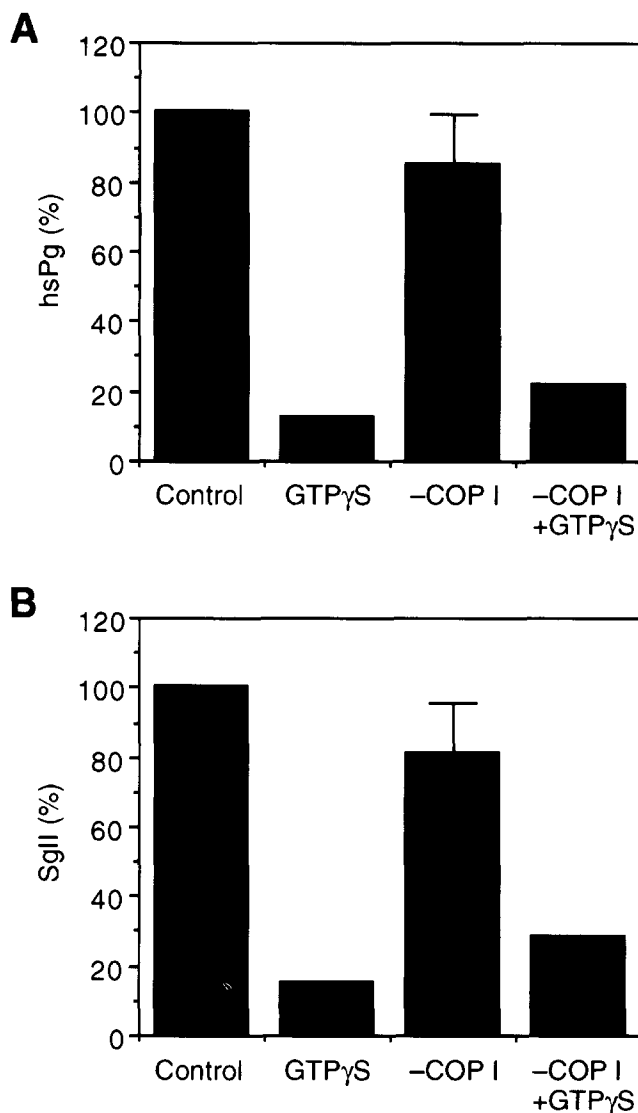 A
120
100
80
60
40
20
0
hsPg (%)
Control GTPγS –COP I –COP I
+GTPγS
B
120
100
80
60
40
20
0
SgII (%)
Control GTPγS –COP I –COP I
+GTPγS